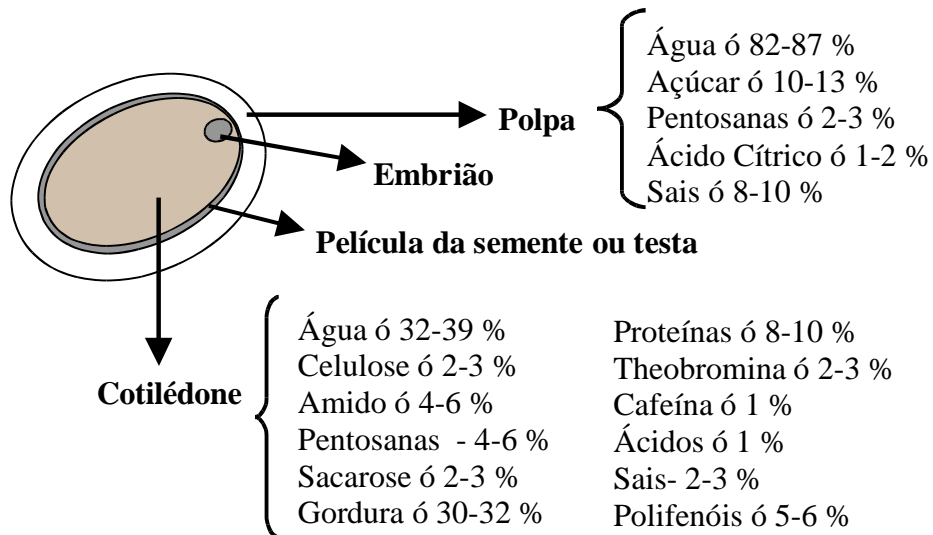 Água ó 82-87 %
Açúcar ó 10-13 %
Polpa
Pentosanas ó 2-3 %
Ácido Cítrico ó 1-2 %
Sais ó 8-10 %
Embrião
Película da semente ou testa
Cotilédone
Água ó 32-39 %
Celulose ó 2-3 %
Amido ó 4-6 %
Pentosanas - 4-6 %
Sacarose ó 2-3 %
Gordura ó 30-32 %
Proteínas ó 8-10 %
Theobromina ó 2-3 %
Cafeína ó 1 %
Ácidos ó 1 %
Sais- 2-3 %
Polifenóis ó 5-6 %